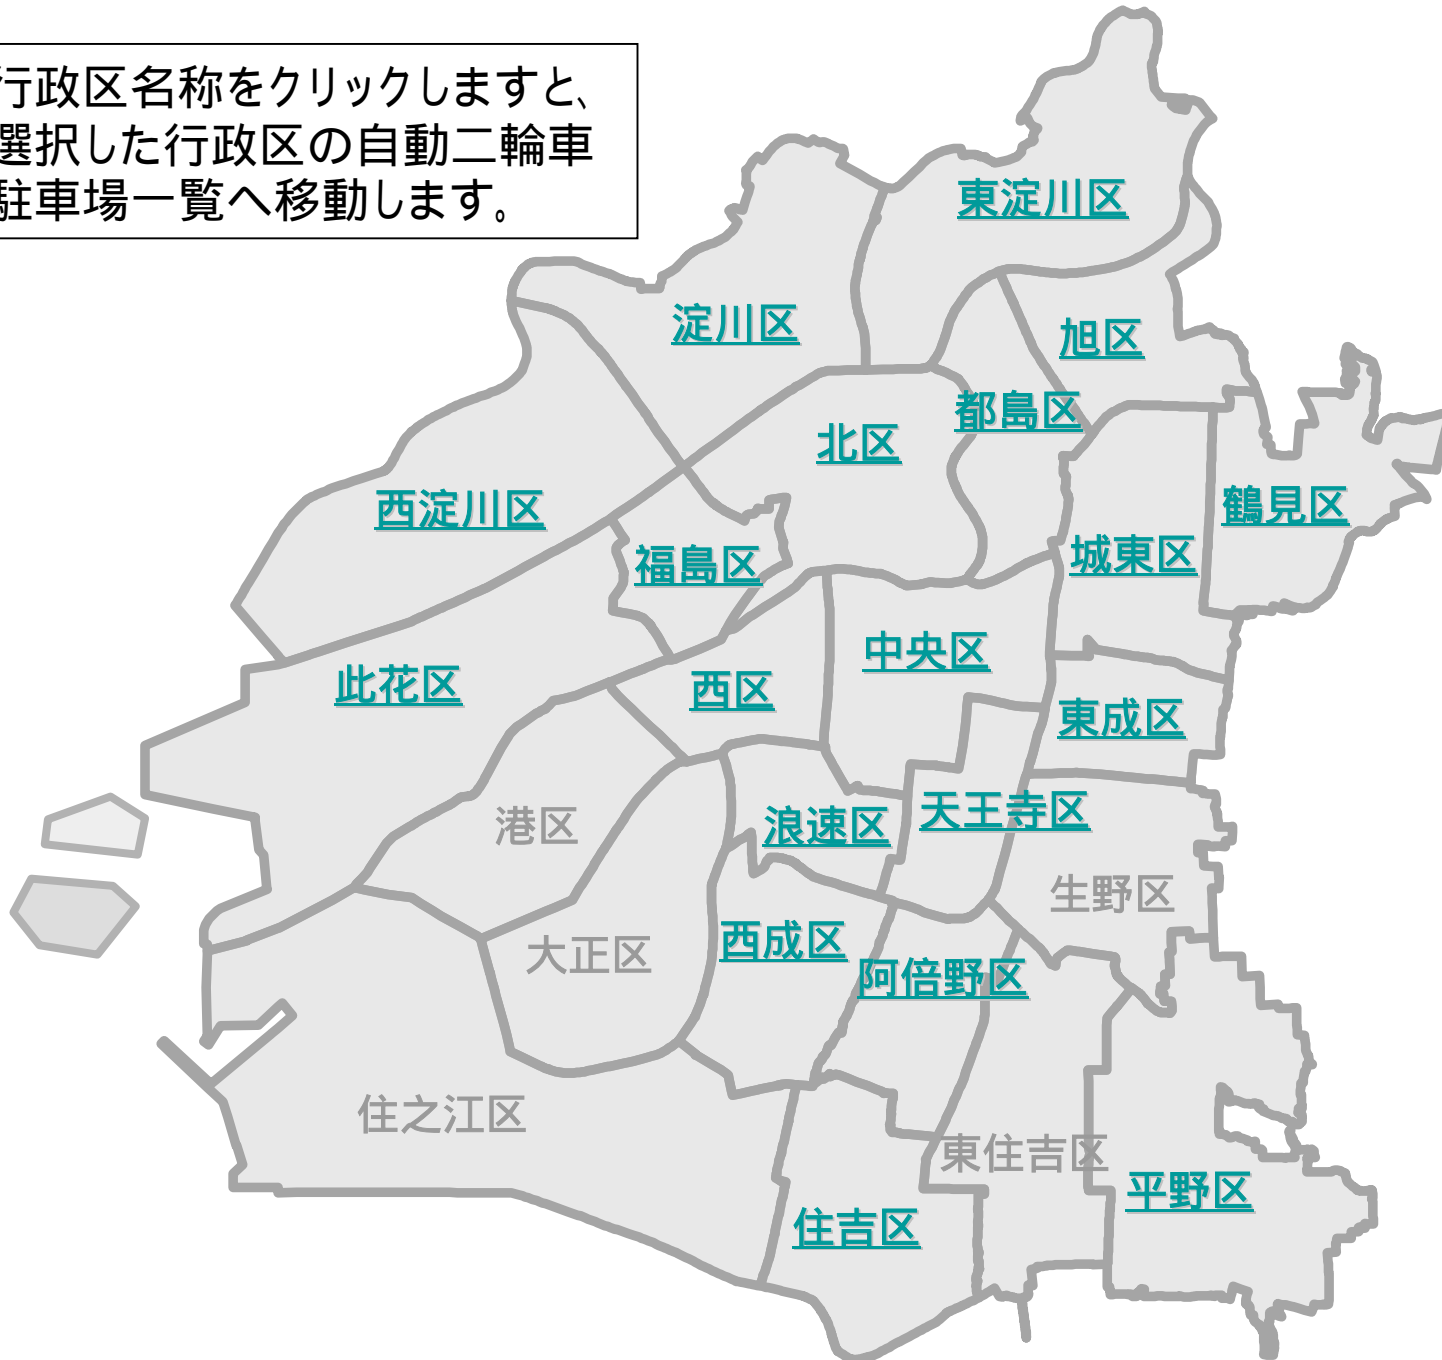 行政区名称をクリックしますと、
選択した行政区の自動二輪車
駐車場一覧へ移動します。
東淀川区
淀川区
旭区
都島区
北区
西淀川区
鶴見区
城東区
福島区
中央区
此花区
西区
東成区
港区
浪速区
天王寺区
生野区
大正区
西成区
阿倍野区
住之江区
東住吉区
平野区
住吉区